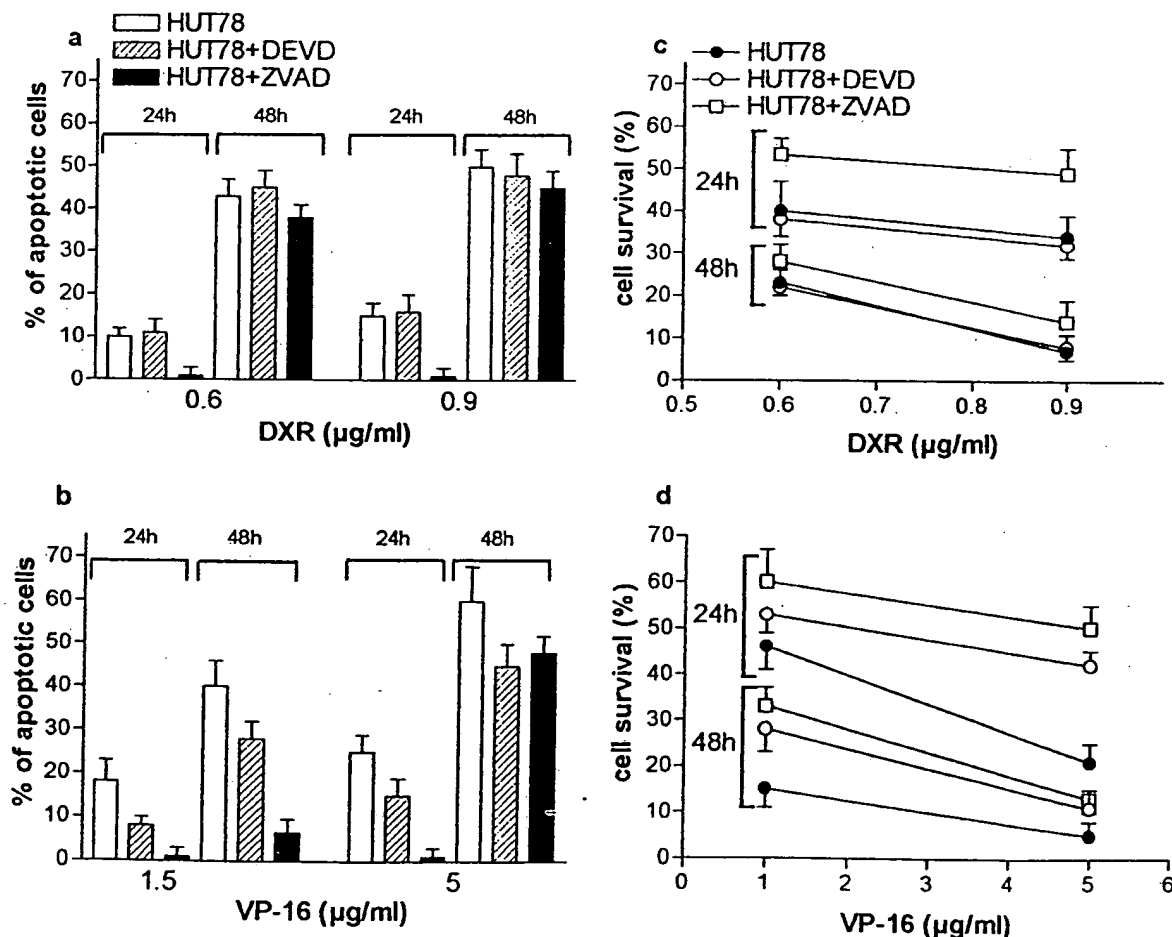 a
HUT78
HUT78+DEVD
HUT78+ZVAD
% of apoptotic cells
70
60
50
40
30
20
10
0
24h
48h
24h
48h
0.6
0.9
DXR (µg/ml)
c
HUT78
HUT78+DEVD
HUT78+ZVAD
cell survival (%)
70
60
50
40
30
20
10
0
24h
48h
0.5
0.6
0.7
0.8
0.9
DXR (µg/ml)
b
% of apoptotic cells
70
60
50
40
30
20
10
0
24h
48h
24h
48h
1.5
5
VP-16 (µg/ml)
d
cell survival (%)
70
60
50
40
30
20
10
0
24h
48h
0
1
2
3
4
5
6
VP-16 (µg/ml)